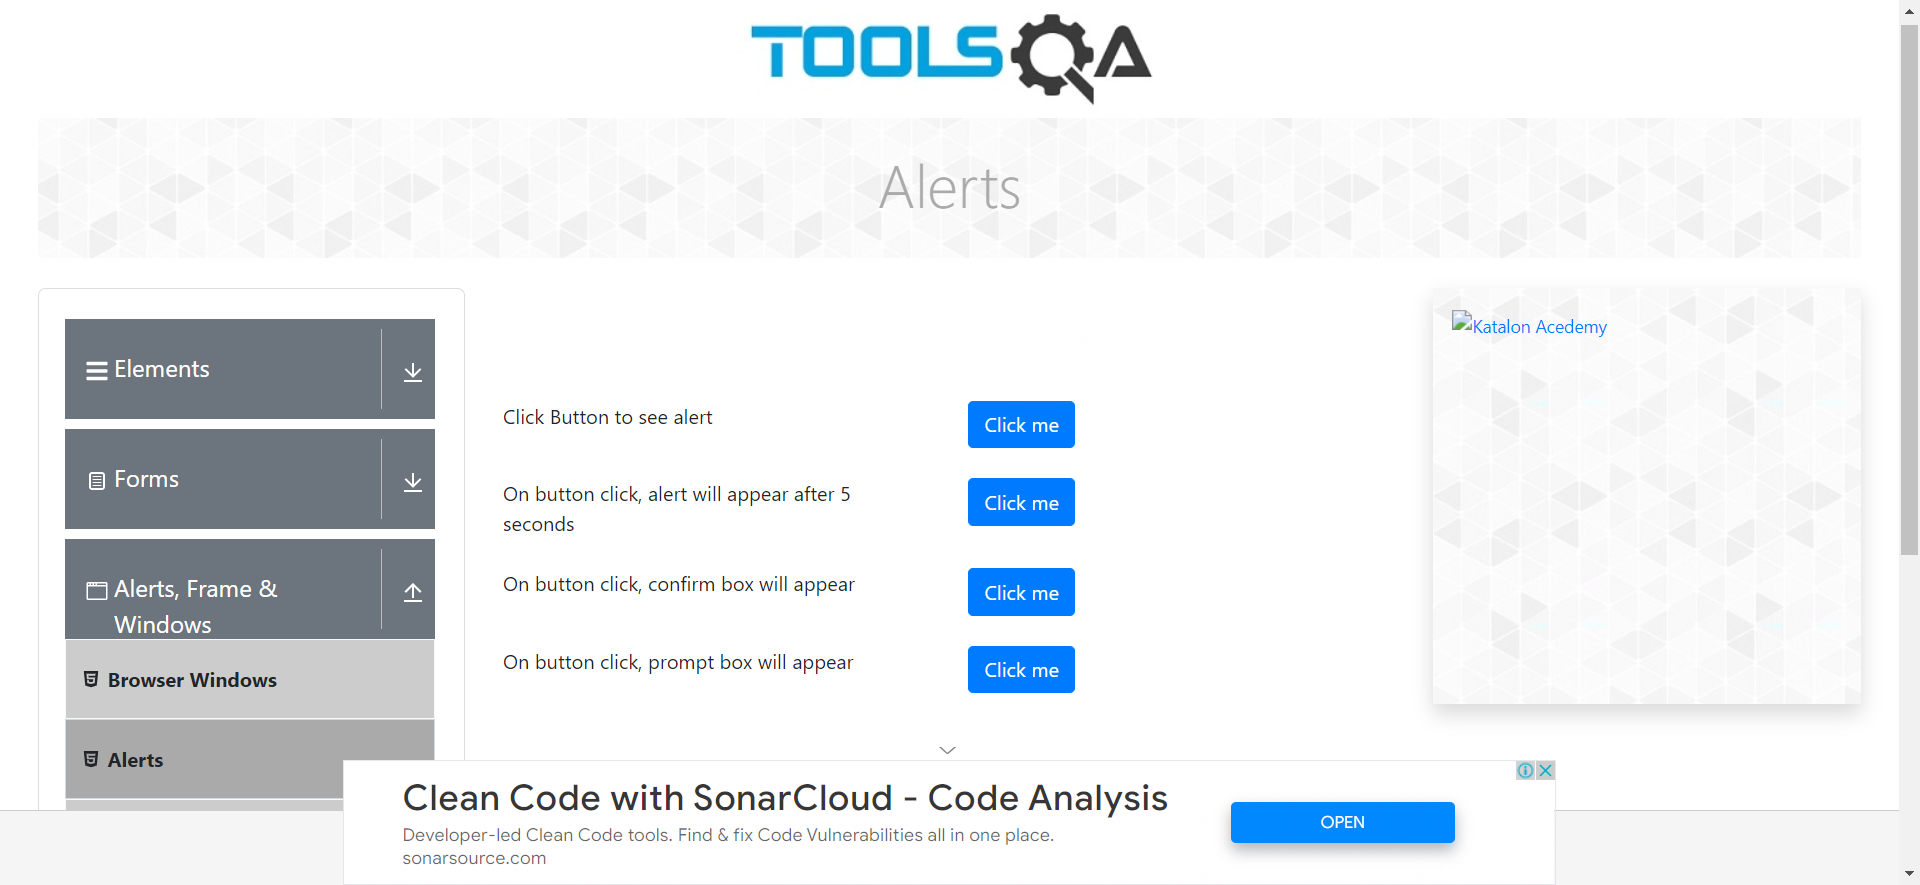 TOOLSQA
Alerts
Elements
Forms
Alerts, Frame &
Windows
Browser Windows
Alerts
Click Button to see alert
Click me
On button click, alert will appear after 5
seconds
Click me
On button click, confirm box will appear
Click me
On button click, prompt box will appear
Click me
Katalon Acedemy
Clean Code with SonarCloud - Code Analysis
Developer-led Clean Code tools. Find & fix Code Vulnerabilities all in one place.
sonarsource.com
OPEN